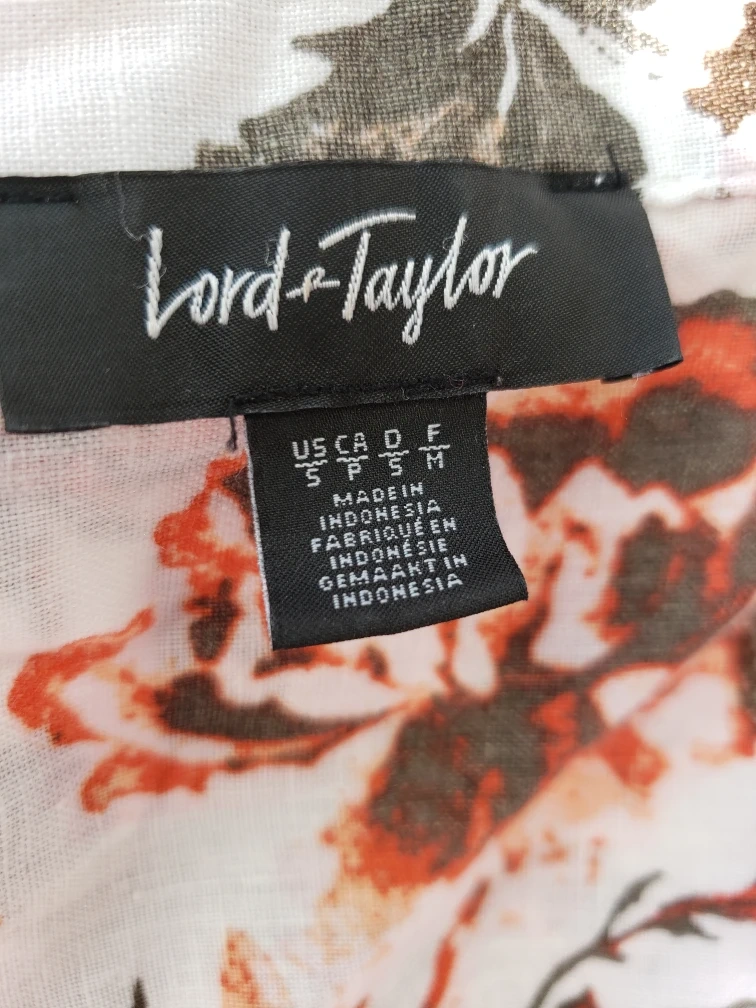 Lord & Taylor
US CA D F
S P S M
MADE IN
INDONESIA
FABRIQUÉ EN
INDONÉSIE
GEMAAKT IN
INDONESIA